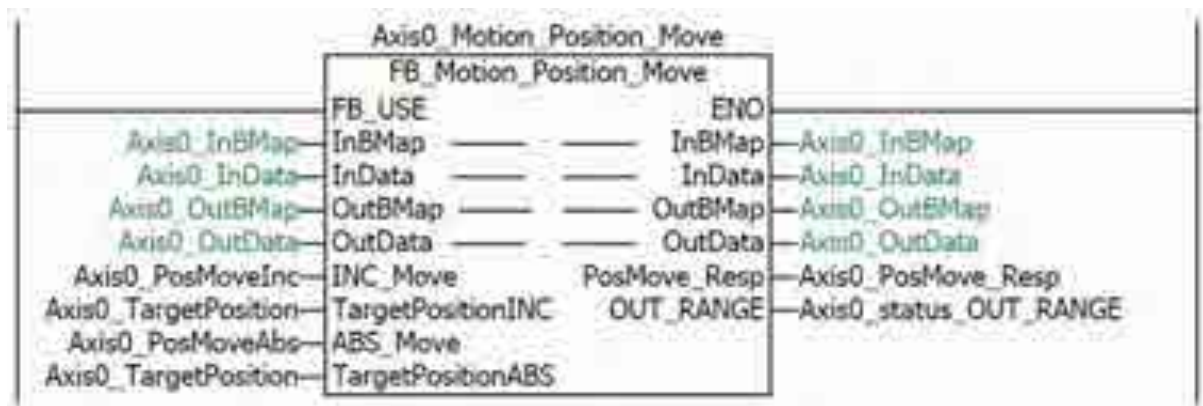 Axis0_Motion_Position_Move
FB_Motion_Position_Move
FB_USE ENO
Axis0_InBMap InBMap InBMap Axis0_InBMap
Axis0_InData InData InData Axis0_InData
Axis0_OutBMap OutBMap OutBMap Axis0_OutBMap
Axis0_OutData OutData OutData Axis0_OutData
Axis0_PosMoveInc INC_Move PosMove_Resp Axis0_PosMove_Resp
Axis0_TargetPosition TargetPositionINC OUT_RANGE Axis0_status_OUT_RANGE
Axis0_PosMoveAbs ABS_Move
Axis0_TargetPosition TargetPositionABS